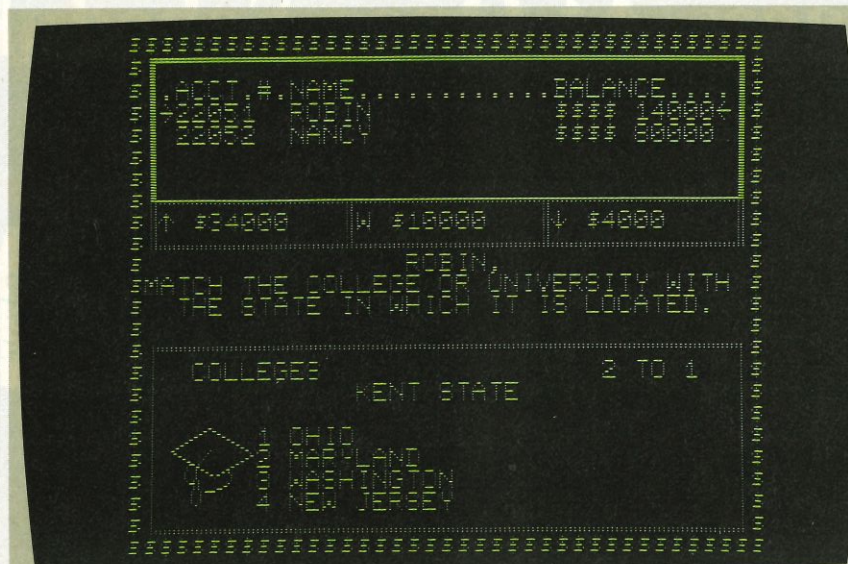 .ACCT.#.NAME............BALANCE....
→22051 ROBIN $$$$ 14000←
22052 NANCY $$$$ 80000
↑ $34000 W $10000 ↓ $4000
ROBIN,
MATCH THE COLLEGE OR UNIVERSITY WITH
THE STATE IN WHICH IT IS LOCATED.
COLLEGES 2 TO 1
KENT STATE
1 OHIO
2 MARYLAND
3 WASHINGTON
4 NEW JERSEY